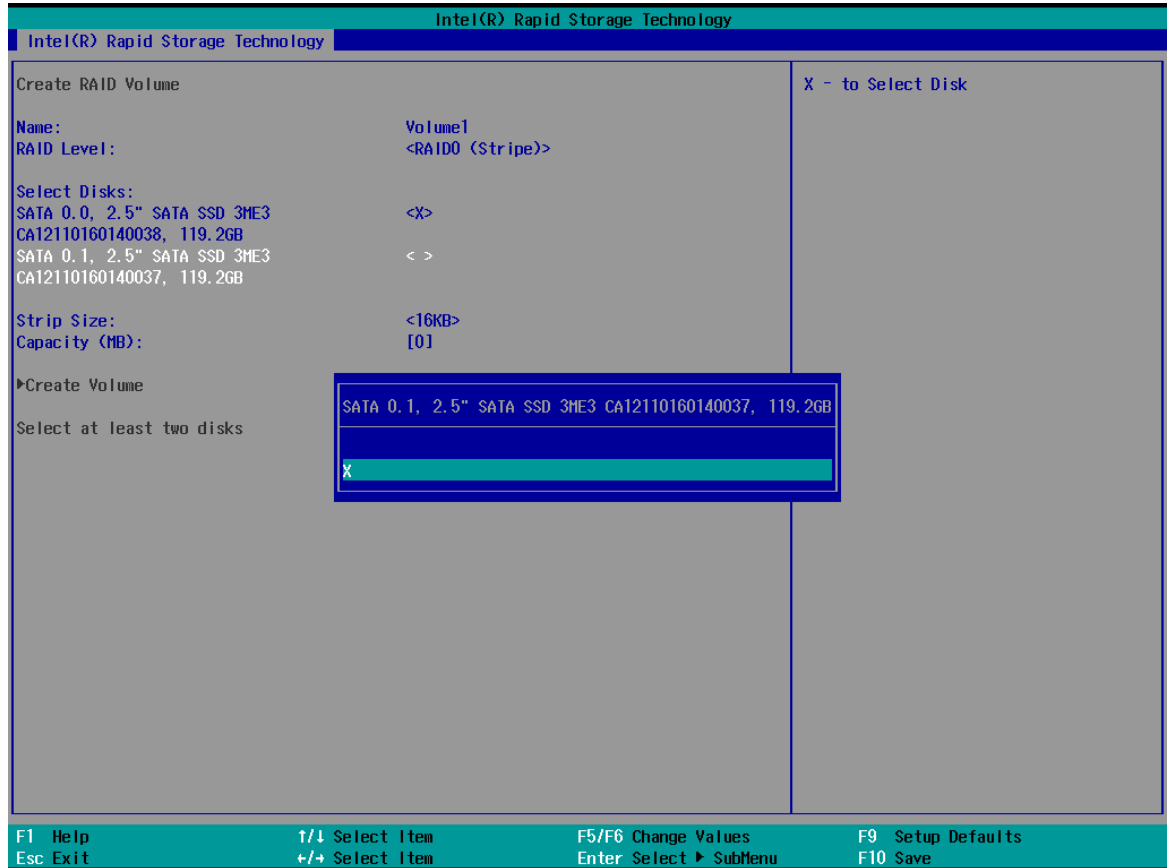 Intel(R) Rapid Storage Technology
Intel(R) Rapid Storage Technology
Create RAID Volume
X - to Select Disk
Name: Volume1
RAID Level: <RAID0 (Stripe)>
Select Disks:
SATA 0.0, 2.5" SATA SSD 3ME3 <X>
CA12110160140038, 119.2GB
SATA 0.1, 2.5" SATA SSD 3ME3 < >
CA12110160140037, 119.2GB
Strip Size: <16KB>
Capacity (MB): [0]
▶Create Volume
Select at least two disks
SATA 0.1, 2.5" SATA SSD 3ME3 CA12110160140037, 119.2GB
X
F1 Help ↑/↓ Select Item F5/F6 Change Values F9 Setup Defaults
Esc Exit ←/→ Select Item Enter Select ▶ SubMenu F10 Save